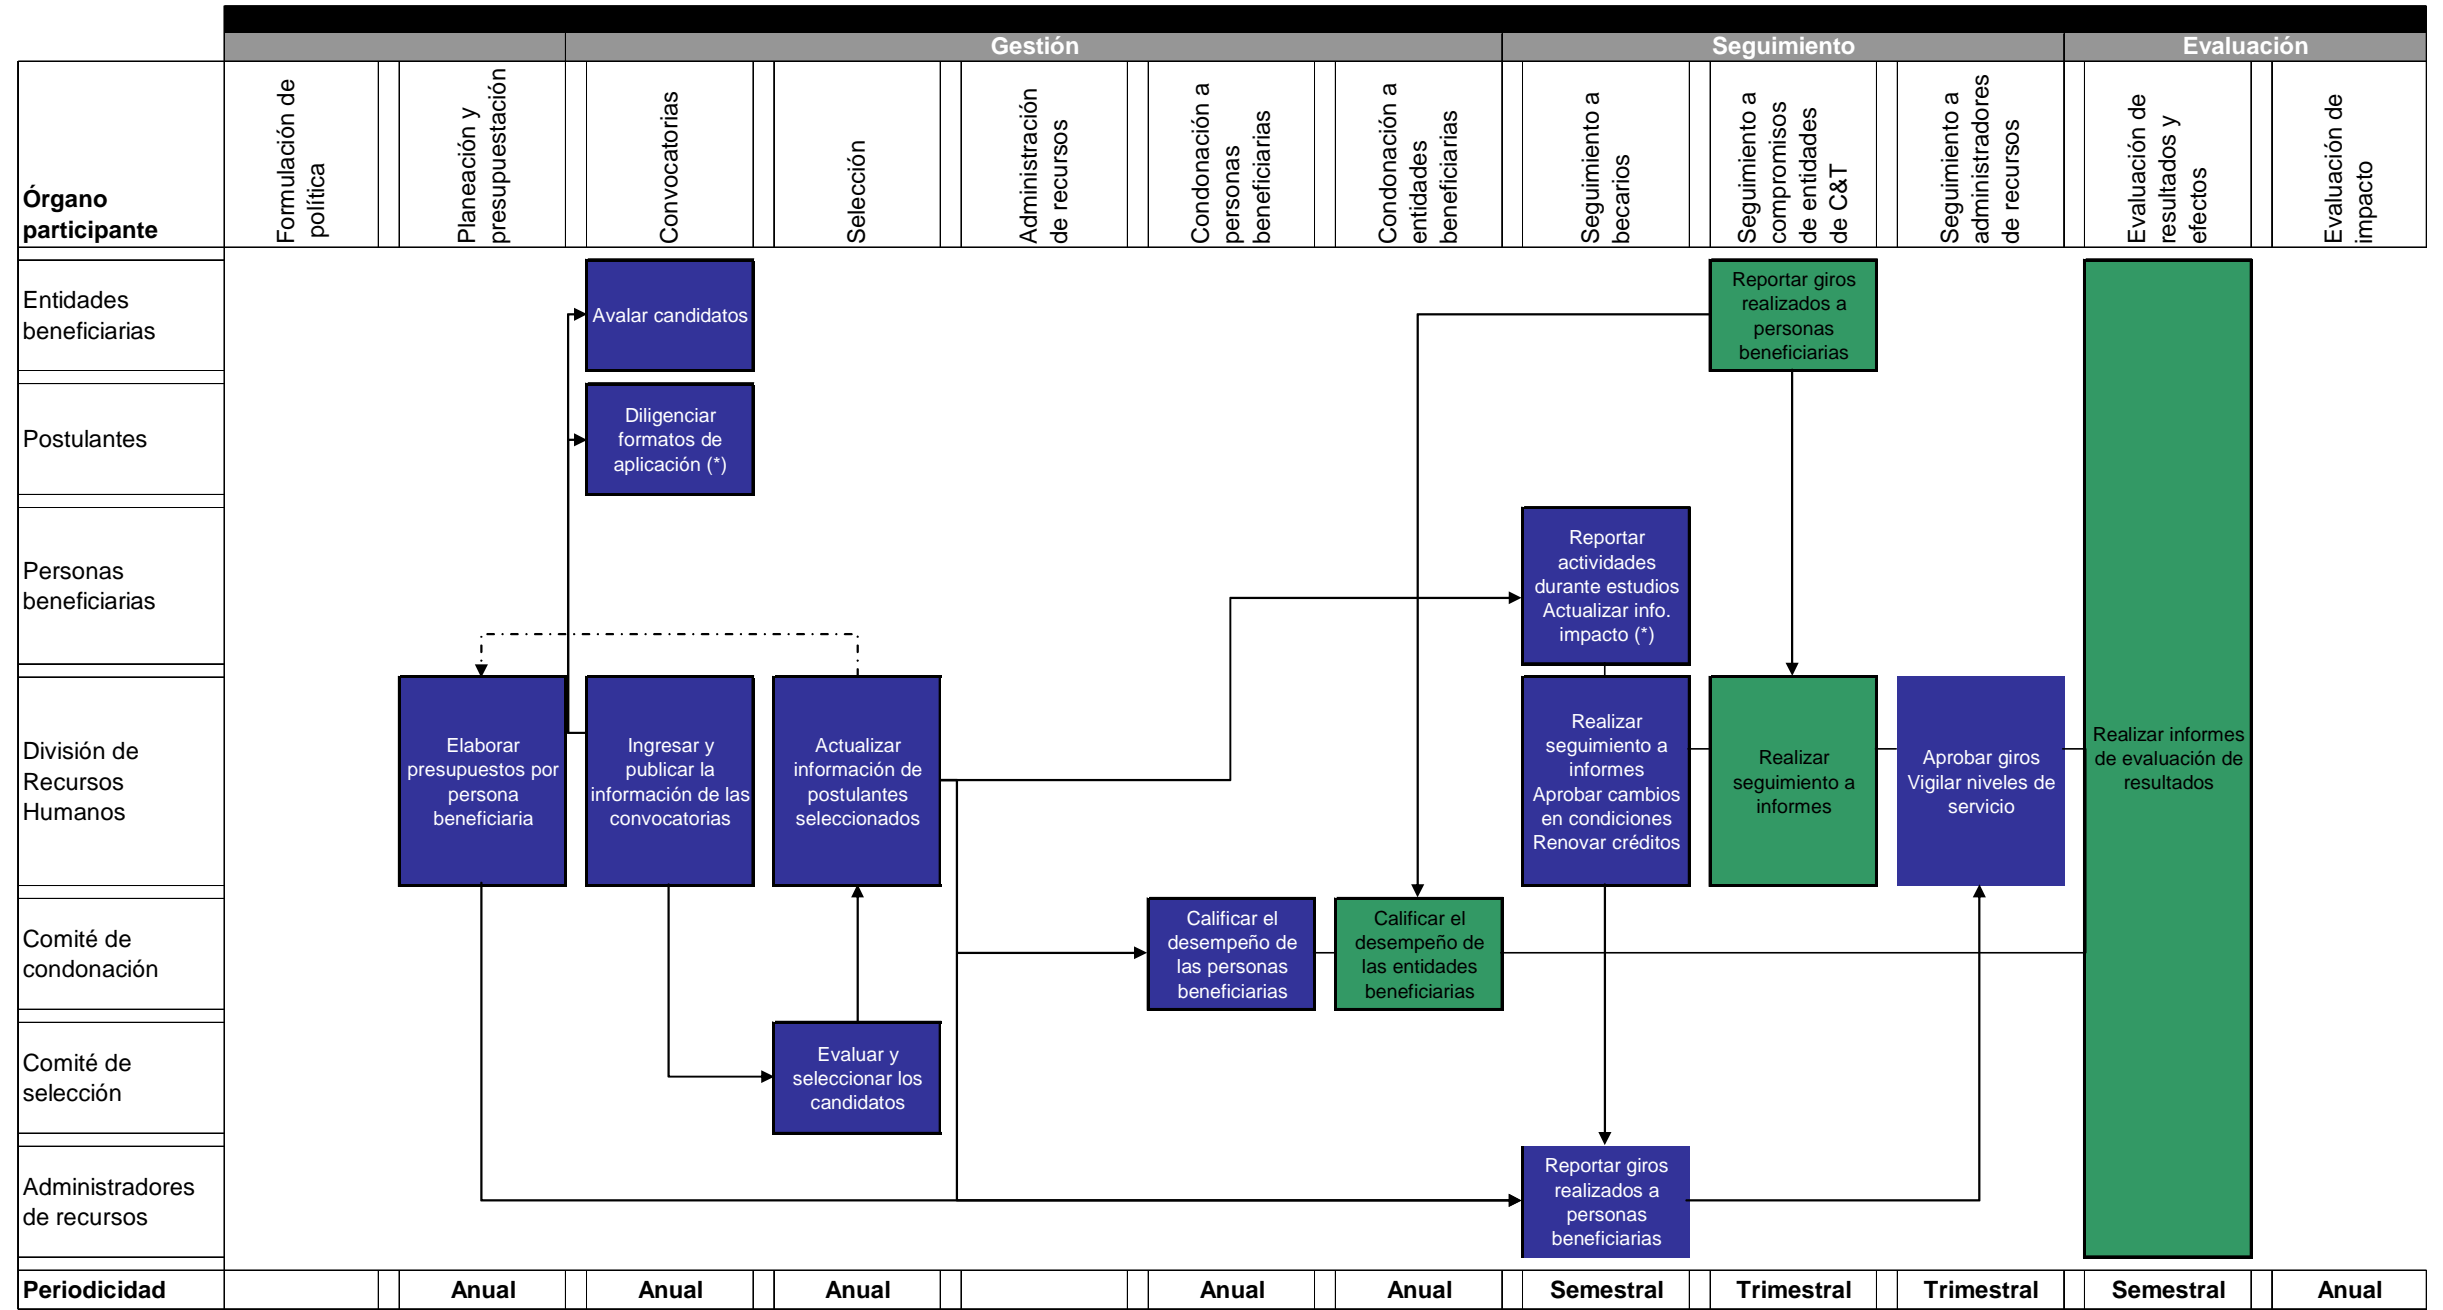 Gestión
Seguimiento
Evaluación
Órgano
participante
Formulacin de
política
Planeación y
presupuestación
Convocatorias
Selección
Administración
de recursos
Condonación a
personas
beneficiarias
Condonación a
entidades
beneficiarias
Seguimiento a
becarios
Seguimiento a
compromisos
de entidades
de C&T
Seguimiento a
administradores
de recursos
Evaluación de
resultados y
efectos
Evaluación de
impacto
Entidades
beneficiarias
Avalar candidatos
Reportar giros
realizados a
personas
beneficiarias
Postulantes
Diligenciar
formatos de
aplicación (*)
Personas
beneficiarias
Reportar
actividades
durante estudios
Actualizar info.
impacto (*)
División de
Recursos
Humanos
Elaborar
presupuestos por
persona
beneficiaria
Ingresar y
publicar la
información de las
convocatorias
Actualizar
información de
postulantes
seleccionados
Realizar
seguimiento a
informes
Aprobar cambios
en condiciones
Renovar créditos
Realizar
seguimiento a
informes
Aprobar giros
Vigilar niveles de
servicio
Realizar informes
de evaluación de
resultados
Comité de
condonación
Calificar el
desempeño de
las personas
beneficiarias
Calificar el
desempeño de
las entidades
beneficiarias
Comité de
selección
Evaluar y
seleccionar los
candidatos
Administradores
de recursos
Reportar giros
realizados a
personas
beneficiarias
Periodicidad
Anual
Anual
Anual
Anual
Anual
Semestral
Trimestral
Trimestral
Semestral
Anual